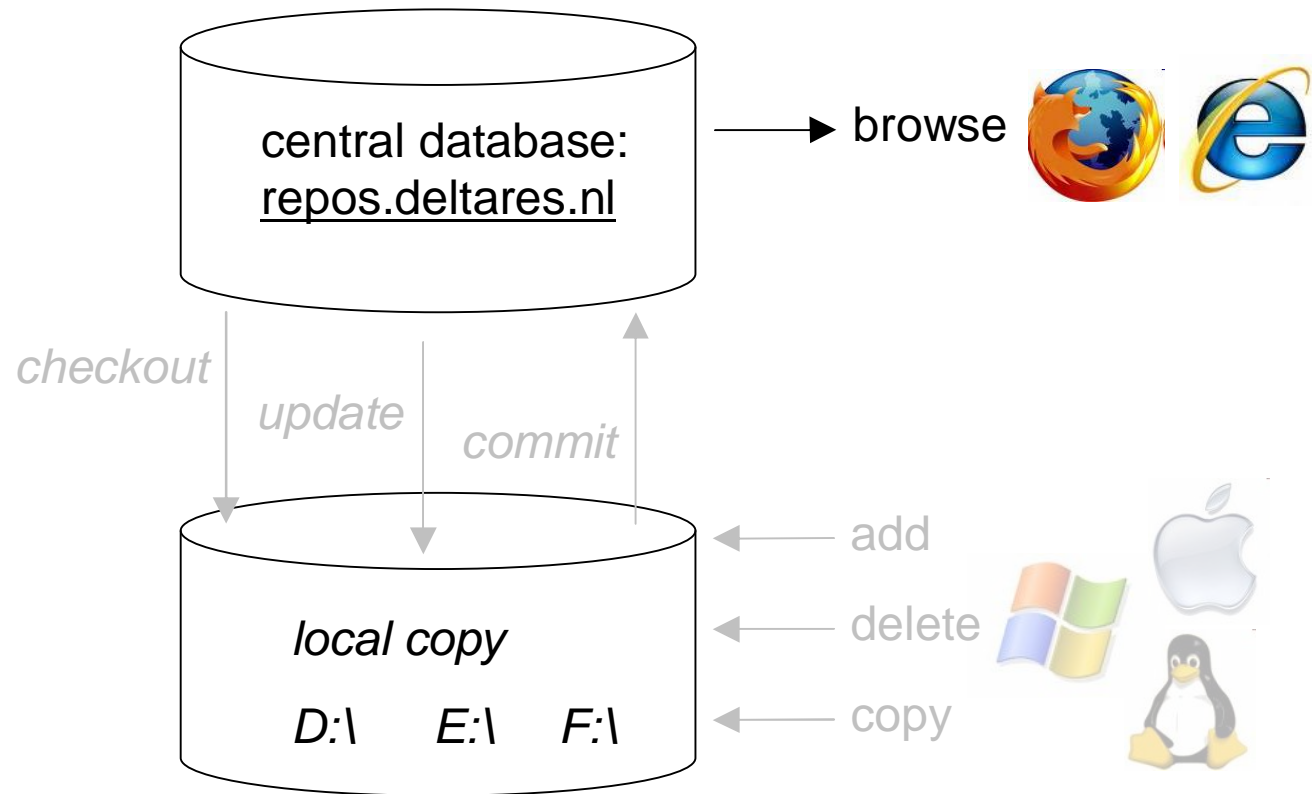 central database:
repos.deltares.nl
browse
checkout
update
commit
add
local copy
delete
D:\ E:\ F:\
copy